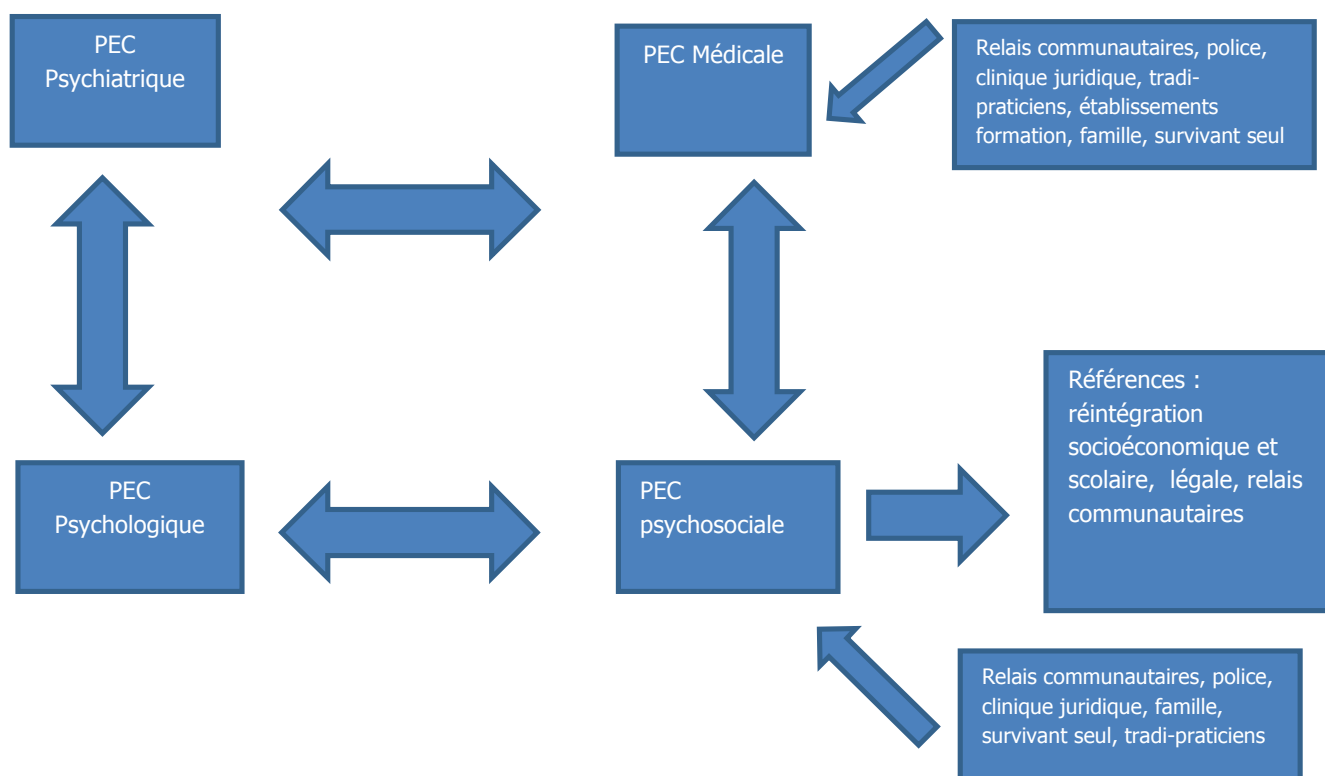 PEC
Psychiatrique
PEC Médicale
Relais communautaires, police,
clinique juridique, tradi-
praticiens, établissements
formation, famille, survivant seul
Références :
réintégration
socioéconomique et
scolaire,  légale, relais
communautaires
PEC
Psychologique
PEC
psychosociale
Relais communautaires, police,
clinique juridique, famille,
survivant seul, tradi-praticiens